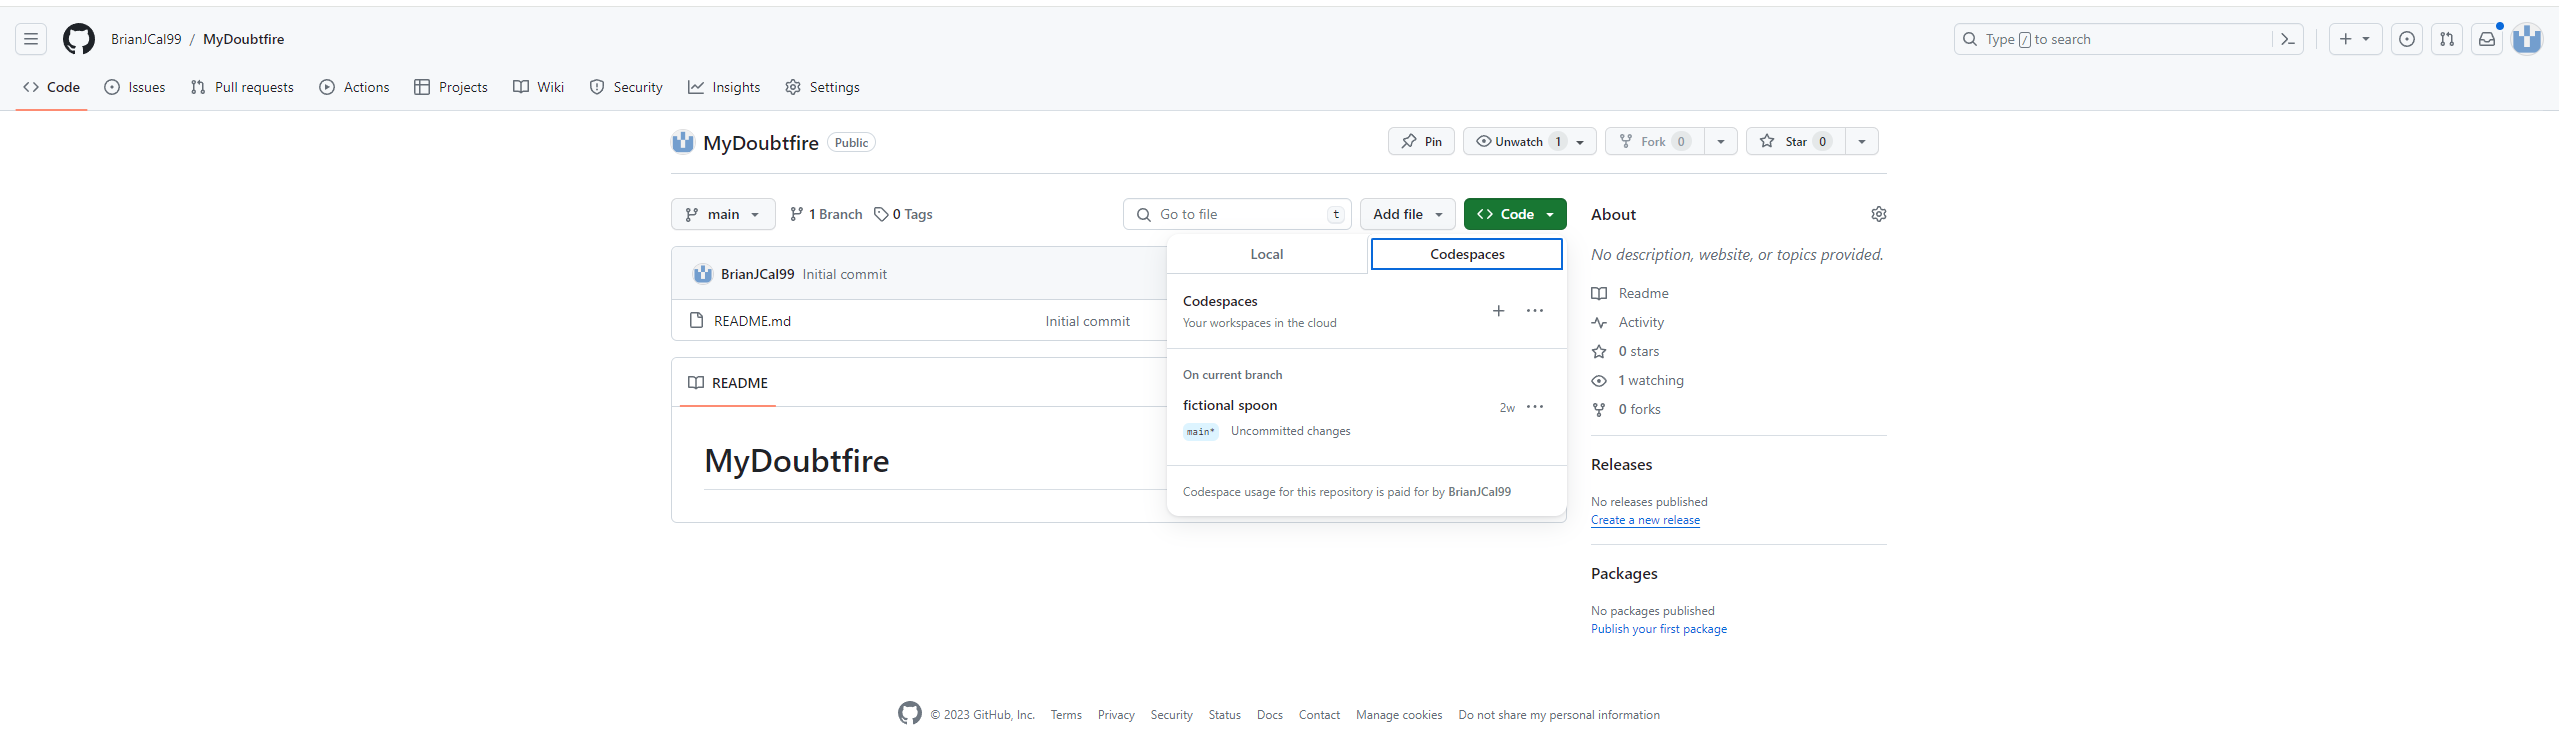 BrianJCal99 / MyDoubtfire
Type / to search
Code Issues Pull requests Actions Projects Wiki Security Insights Settings
MyDoubtfire Public
Pin Unwatch 1 Fork 0 Star 0
main 1 Branch 0 Tags
Go to file t Add file Code
Local Codespaces
BrianJCal99 Initial commit
README.md Initial commit
README
MyDoubtfire
Codespaces
Your workspaces in the cloud
On current branch
fictional spoon 2w
main* Uncommitted changes
Codespace usage for this repository is paid for by BrianJCal99
About
No description, website, or topics provided.
Readme
Activity
0 stars
1 watching
0 forks
Releases
No releases published
Create a new release
Packages
No packages published
Publish your first package
© 2023 GitHub, Inc. Terms Privacy Security Status Docs Contact Manage cookies Do not share my personal information